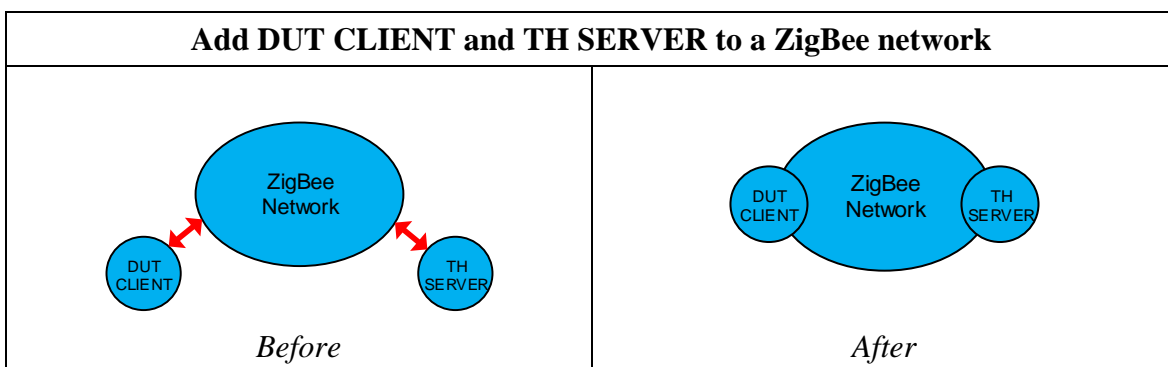 Add DUT CLIENT and TH SERVER to a ZigBee network
ZigBee
Network
DUT
CLIENT
TH
SERVER
Before
ZigBee
Network
DUT
CLIENT
TH
SERVER
After